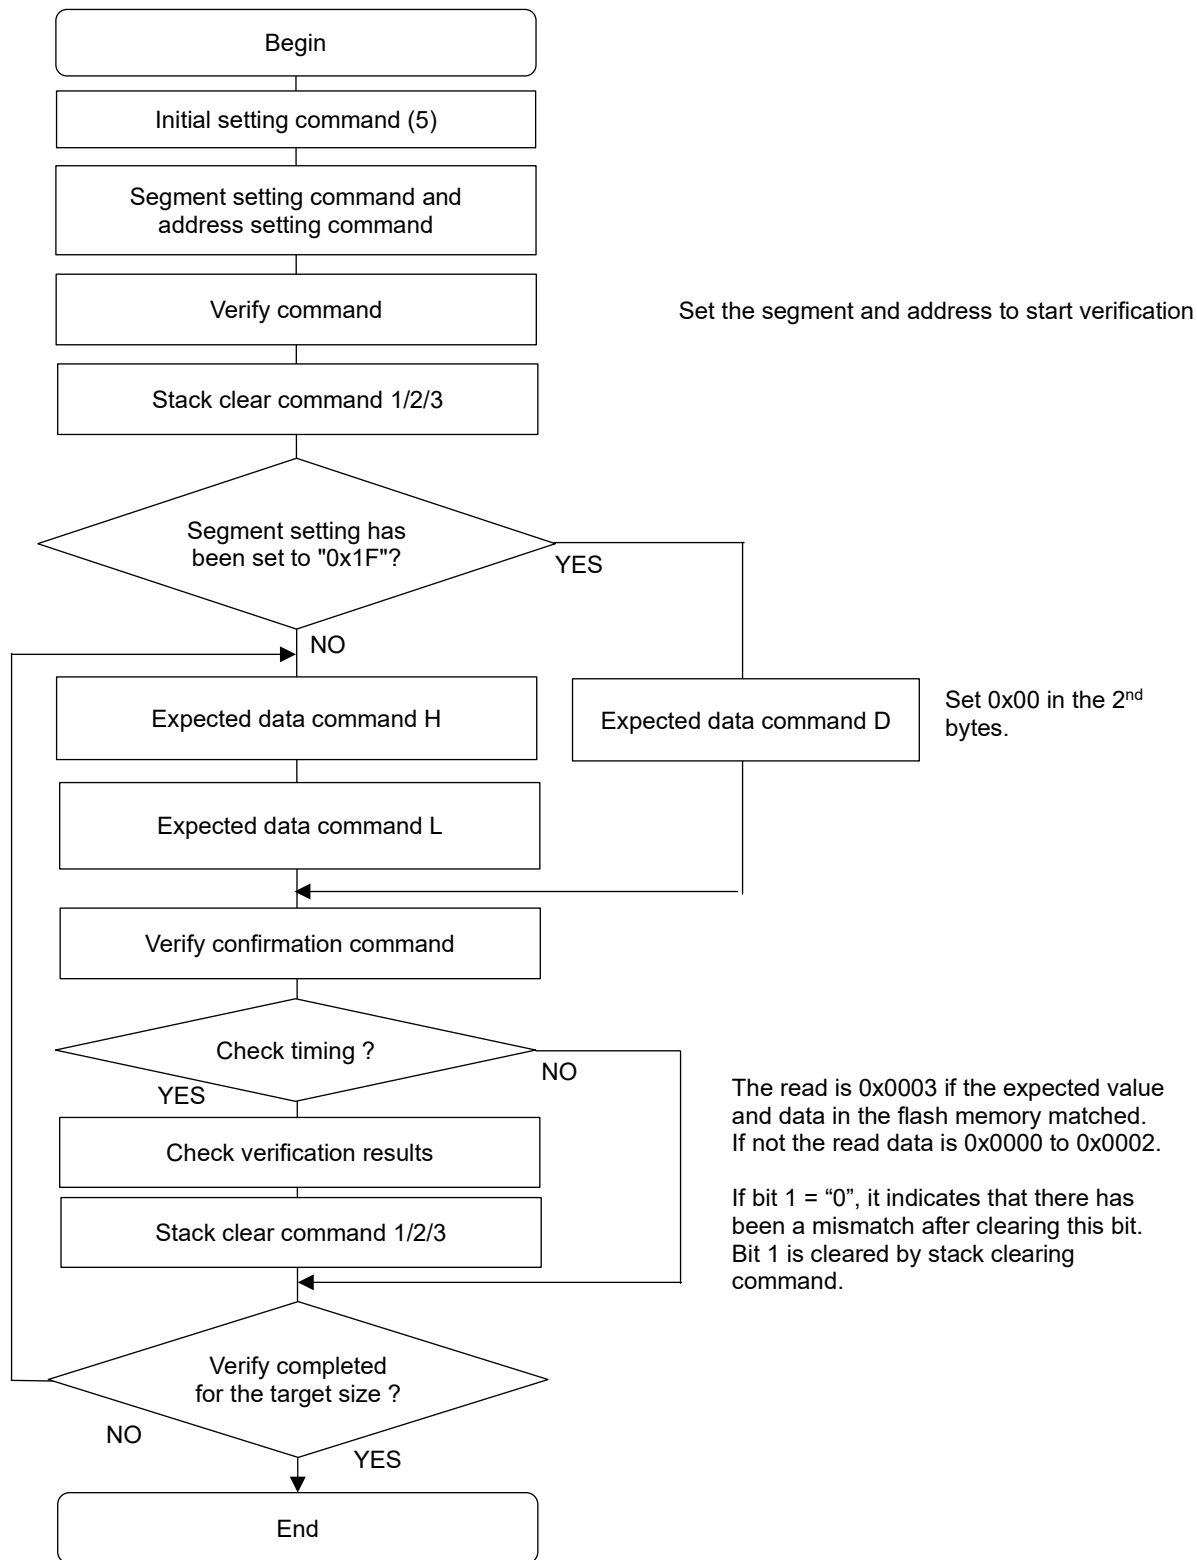 Begin
Initial setting command (5)
Segment setting command and
address setting command
Verify command
Set the segment and address to start verification
Stack clear command 1/2/3
Segment setting has
been set to "0x1F"?
YES
NO
Expected data command H
Expected data command D
Set 0x00 in the 2nd
bytes.
Expected data command L
Verify confirmation command
Check timing ?
NO
YES
The read is 0x0003 if the expected value
and data in the flash memory matched.
If not the read data is 0x0000 to 0x0002.
Check verification results
Stack clear command 1/2/3
If bit 1 = “0”, it indicates that there has
been a mismatch after clearing this bit.
Bit 1 is cleared by stack clearing
command.
Verify completed
for the target size ?
NO
YES
End